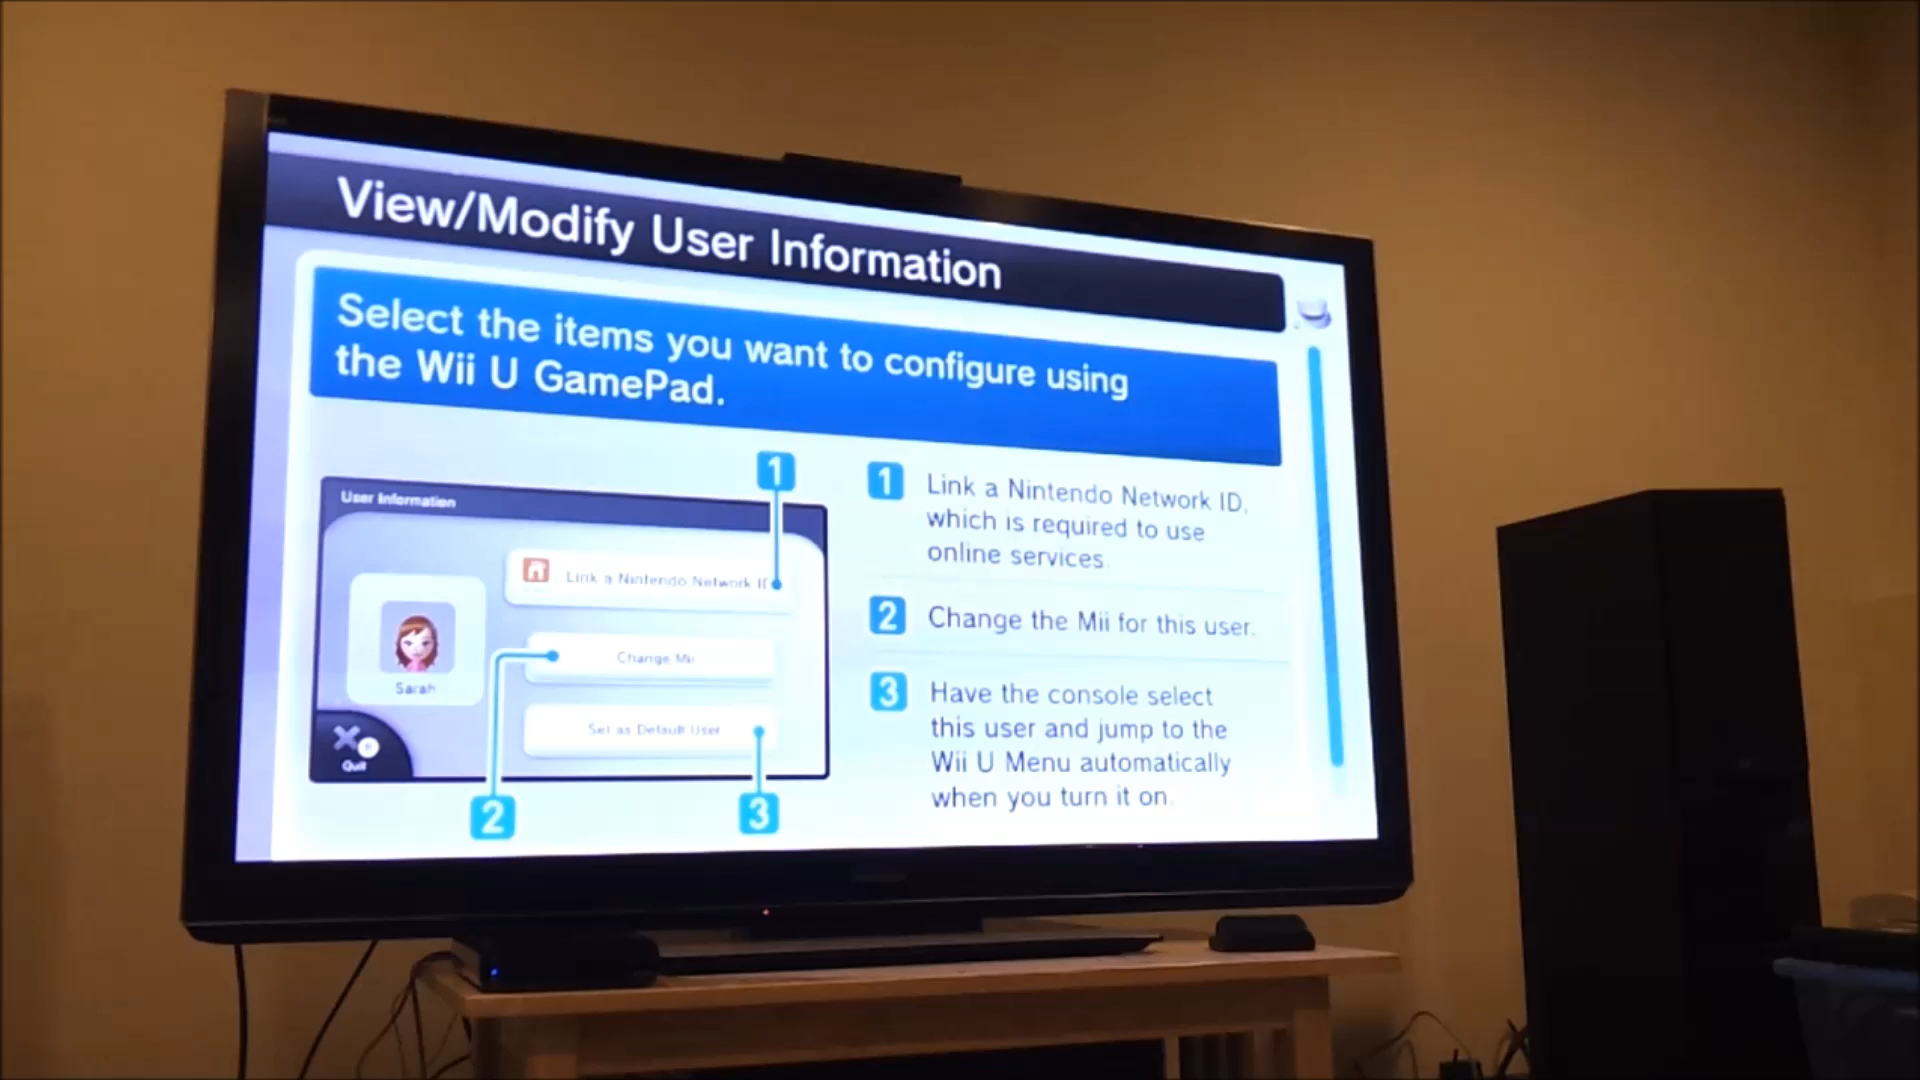 View/Modify User Information
Select the items you want to configure using
the Wii U GamePad.
1
User Information
Link a Nintendo Network ID
Sarah
Change Mii
Set as Default User
Quit
2
3
1
Link a Nintendo Network ID,
which is required to use
online services.
2
Change the Mii for this user.
3
Have the console select
this user and jump to the
Wii U Menu automatically
when you turn it on.